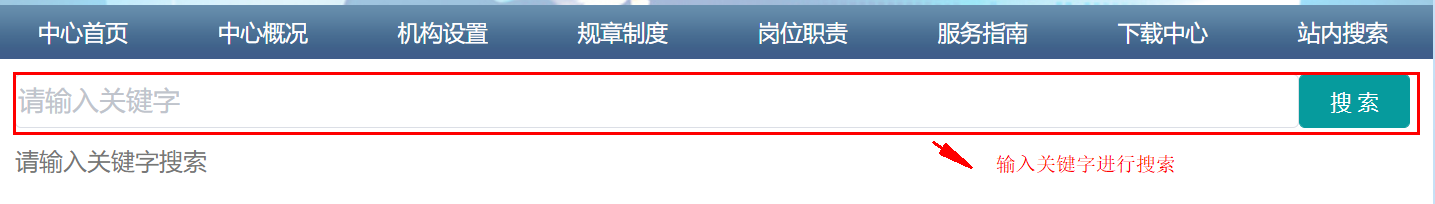 中心首页 中心概况 机构设置 规章制度 岗位职责 服务指南 下载中心 站内搜索
请输入关键字 搜 索
请输入关键字搜索 输入关键字进行搜索